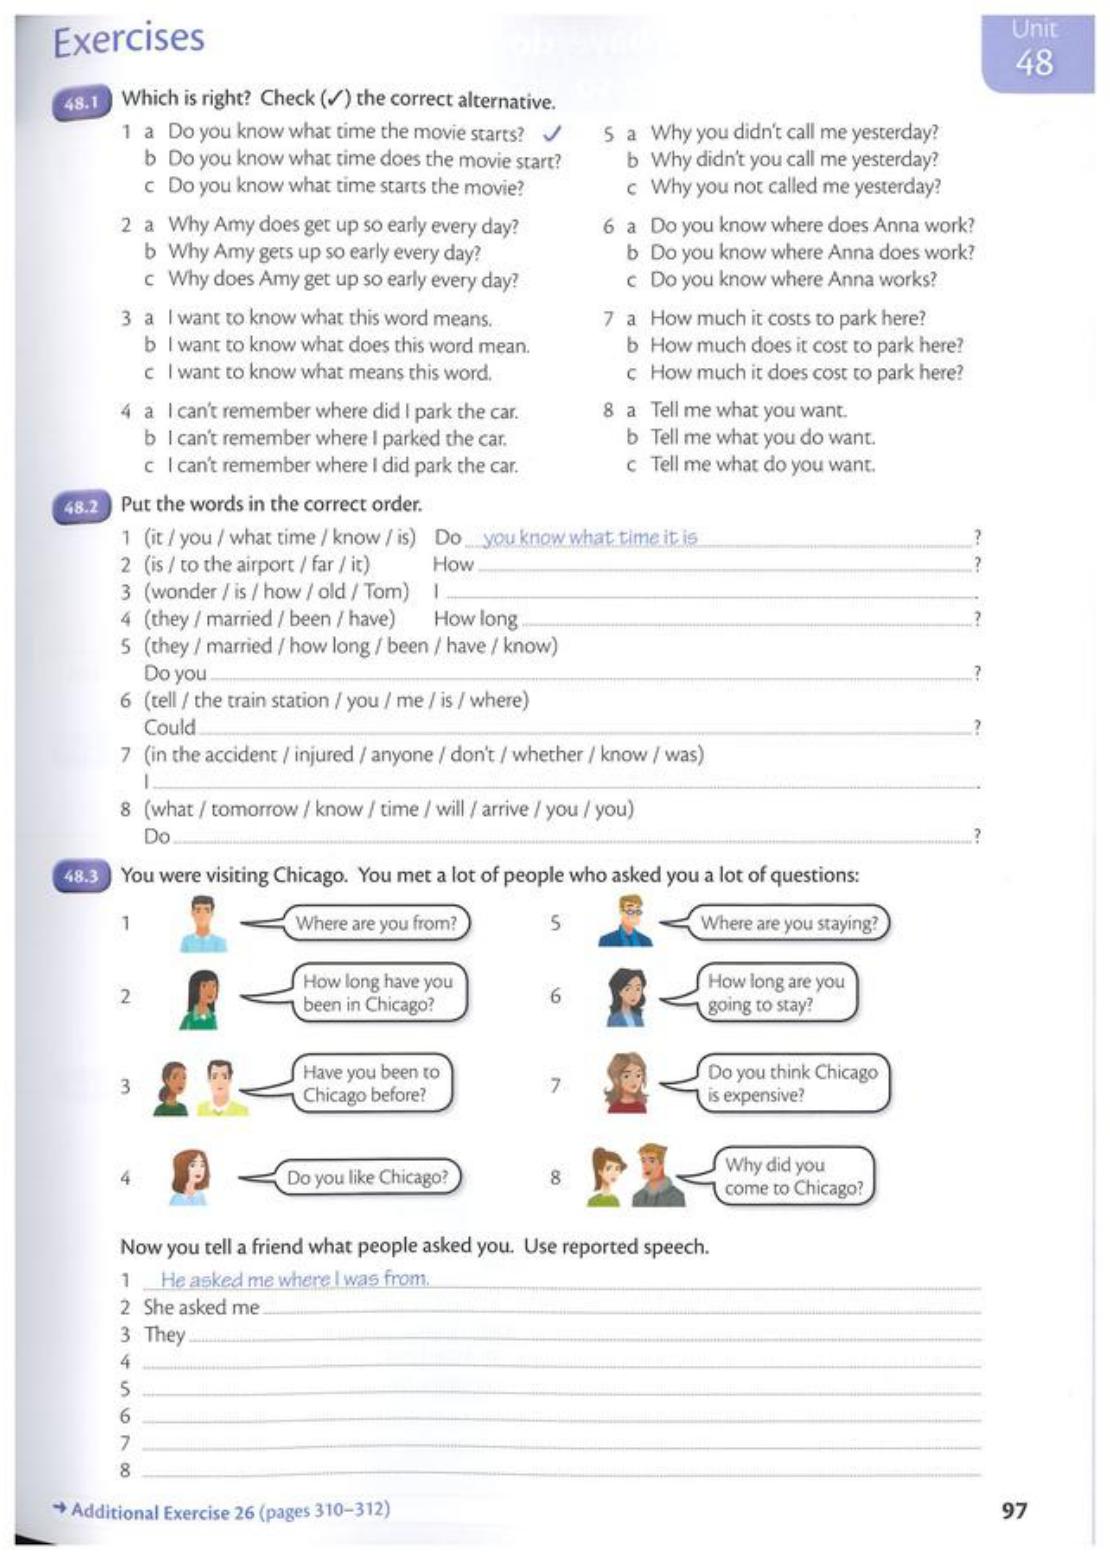 Exercises
Unit
48
48.1 Which is right? Check (✓) the correct alternative.
1 a Do you know what time the movie starts? ✓
b Do you know what time does the movie start?
c Do you know what time starts the movie?
2 a Why Amy does get up so early every day?
b Why Amy gets up so early every day?
c Why does Amy get up so early every day?
3 a I want to know what this word means.
b I want to know what does this word mean.
c I want to know what means this word.
4 a I can't remember where did I park the car.
b I can't remember where I parked the car.
c I can't remember where I did park the car.
5 a Why you didn't call me yesterday?
b Why didn't you call me yesterday?
c Why you not called me yesterday?
6 a Do you know where does Anna work?
b Do you know where Anna does work?
c Do you know where Anna works?
7 a How much it costs to park here?
b How much does it cost to park here?
c How much it does cost to park here?
8 a Tell me what you want.
b Tell me what you do want.
c Tell me what do you want.
48.2 Put the words in the correct order.
1 (it / you / what time / know / is) Do you know what time it is ?
2 (is / to the airport / far / it) How ?
3 (wonder / is / how / old / Tom) I .
4 (they / married / been / have) How long ?
5 (they / married / how long / been / have / know)
Do you ?
6 (tell / the train station / you / me / is / where)
Could ?
7 (in the accident / injured / anyone / don't / whether / know / was)
I .
8 (what / tomorrow / know / time / will / arrive / you / you)
Do ?
48.3 You were visiting Chicago. You met a lot of people who asked you a lot of questions:
1 Where are you from?
2 How long have you
been in Chicago?
3 Have you been to
Chicago before?
4 Do you like Chicago?
5 Where are you staying?
6 How long are you
going to stay?
7 Do you think Chicago
is expensive?
8 Why did you
come to Chicago?
Now you tell a friend what people asked you. Use reported speech.
1 He asked me where I was from.
2 She asked me
3 They
4
5
6
7
8
→ Additional Exercise 26 (pages 310–312)
97